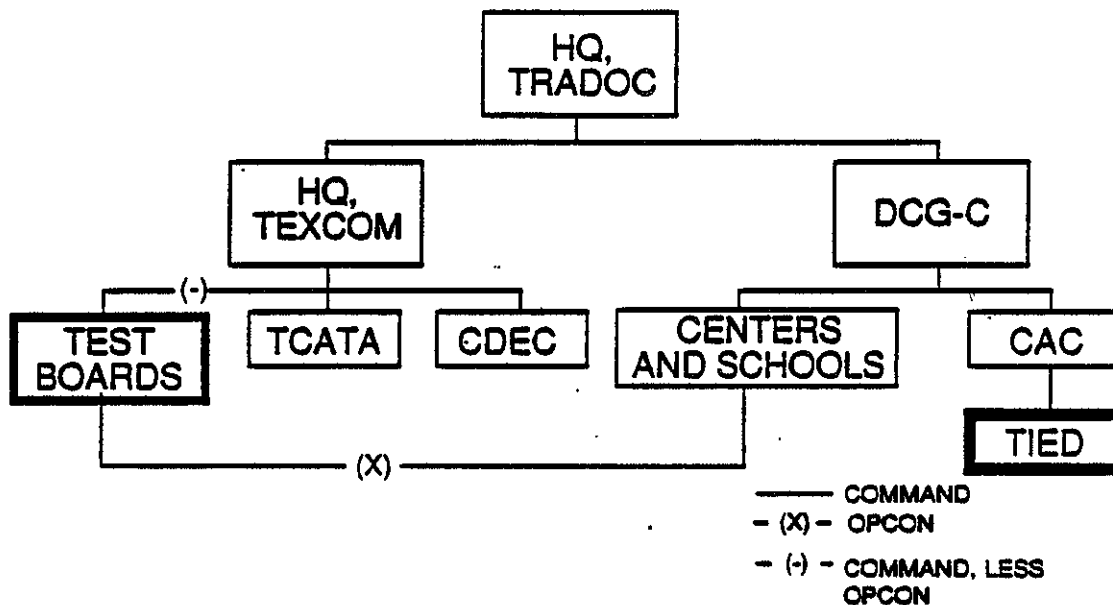 HQ,
TRADOC
HQ,
TEXCOM
DCG-C
(-)
TEST
BOARDS
TCATA
CDEC
CENTERS
AND SCHOOLS
CAC
TIED
(X)
COMMAND
- (X) - OPCON
- (-) - COMMAND, LESS
OPCON